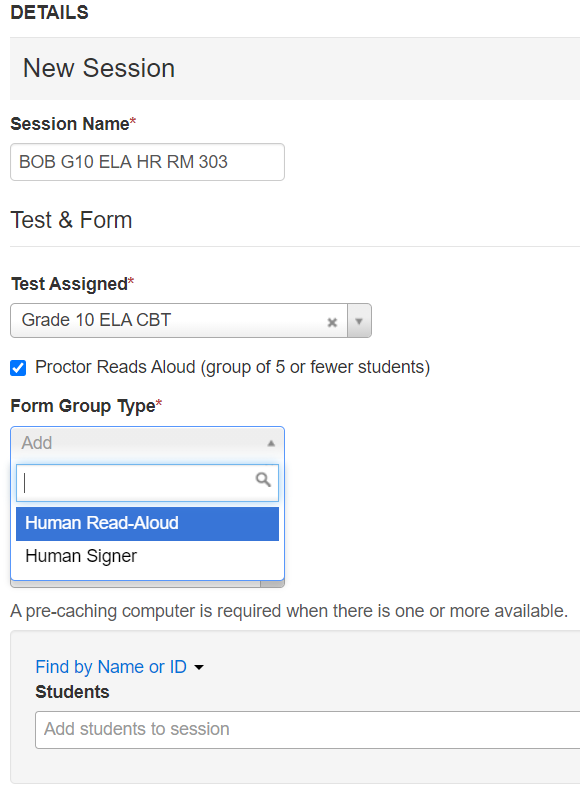 DETAILS
New Session
Session Name*
BOB G10 ELA HR RM 303
Test & Form
Test Assigned*
Grade 10 ELA CBT
Proctor Reads Aloud (group of 5 or fewer students)
Form Group Type*
Add
Human Read-Aloud
Human Signer
A pre-caching computer is required when there is one or more available.
Find by Name or ID
Students
Add students to session